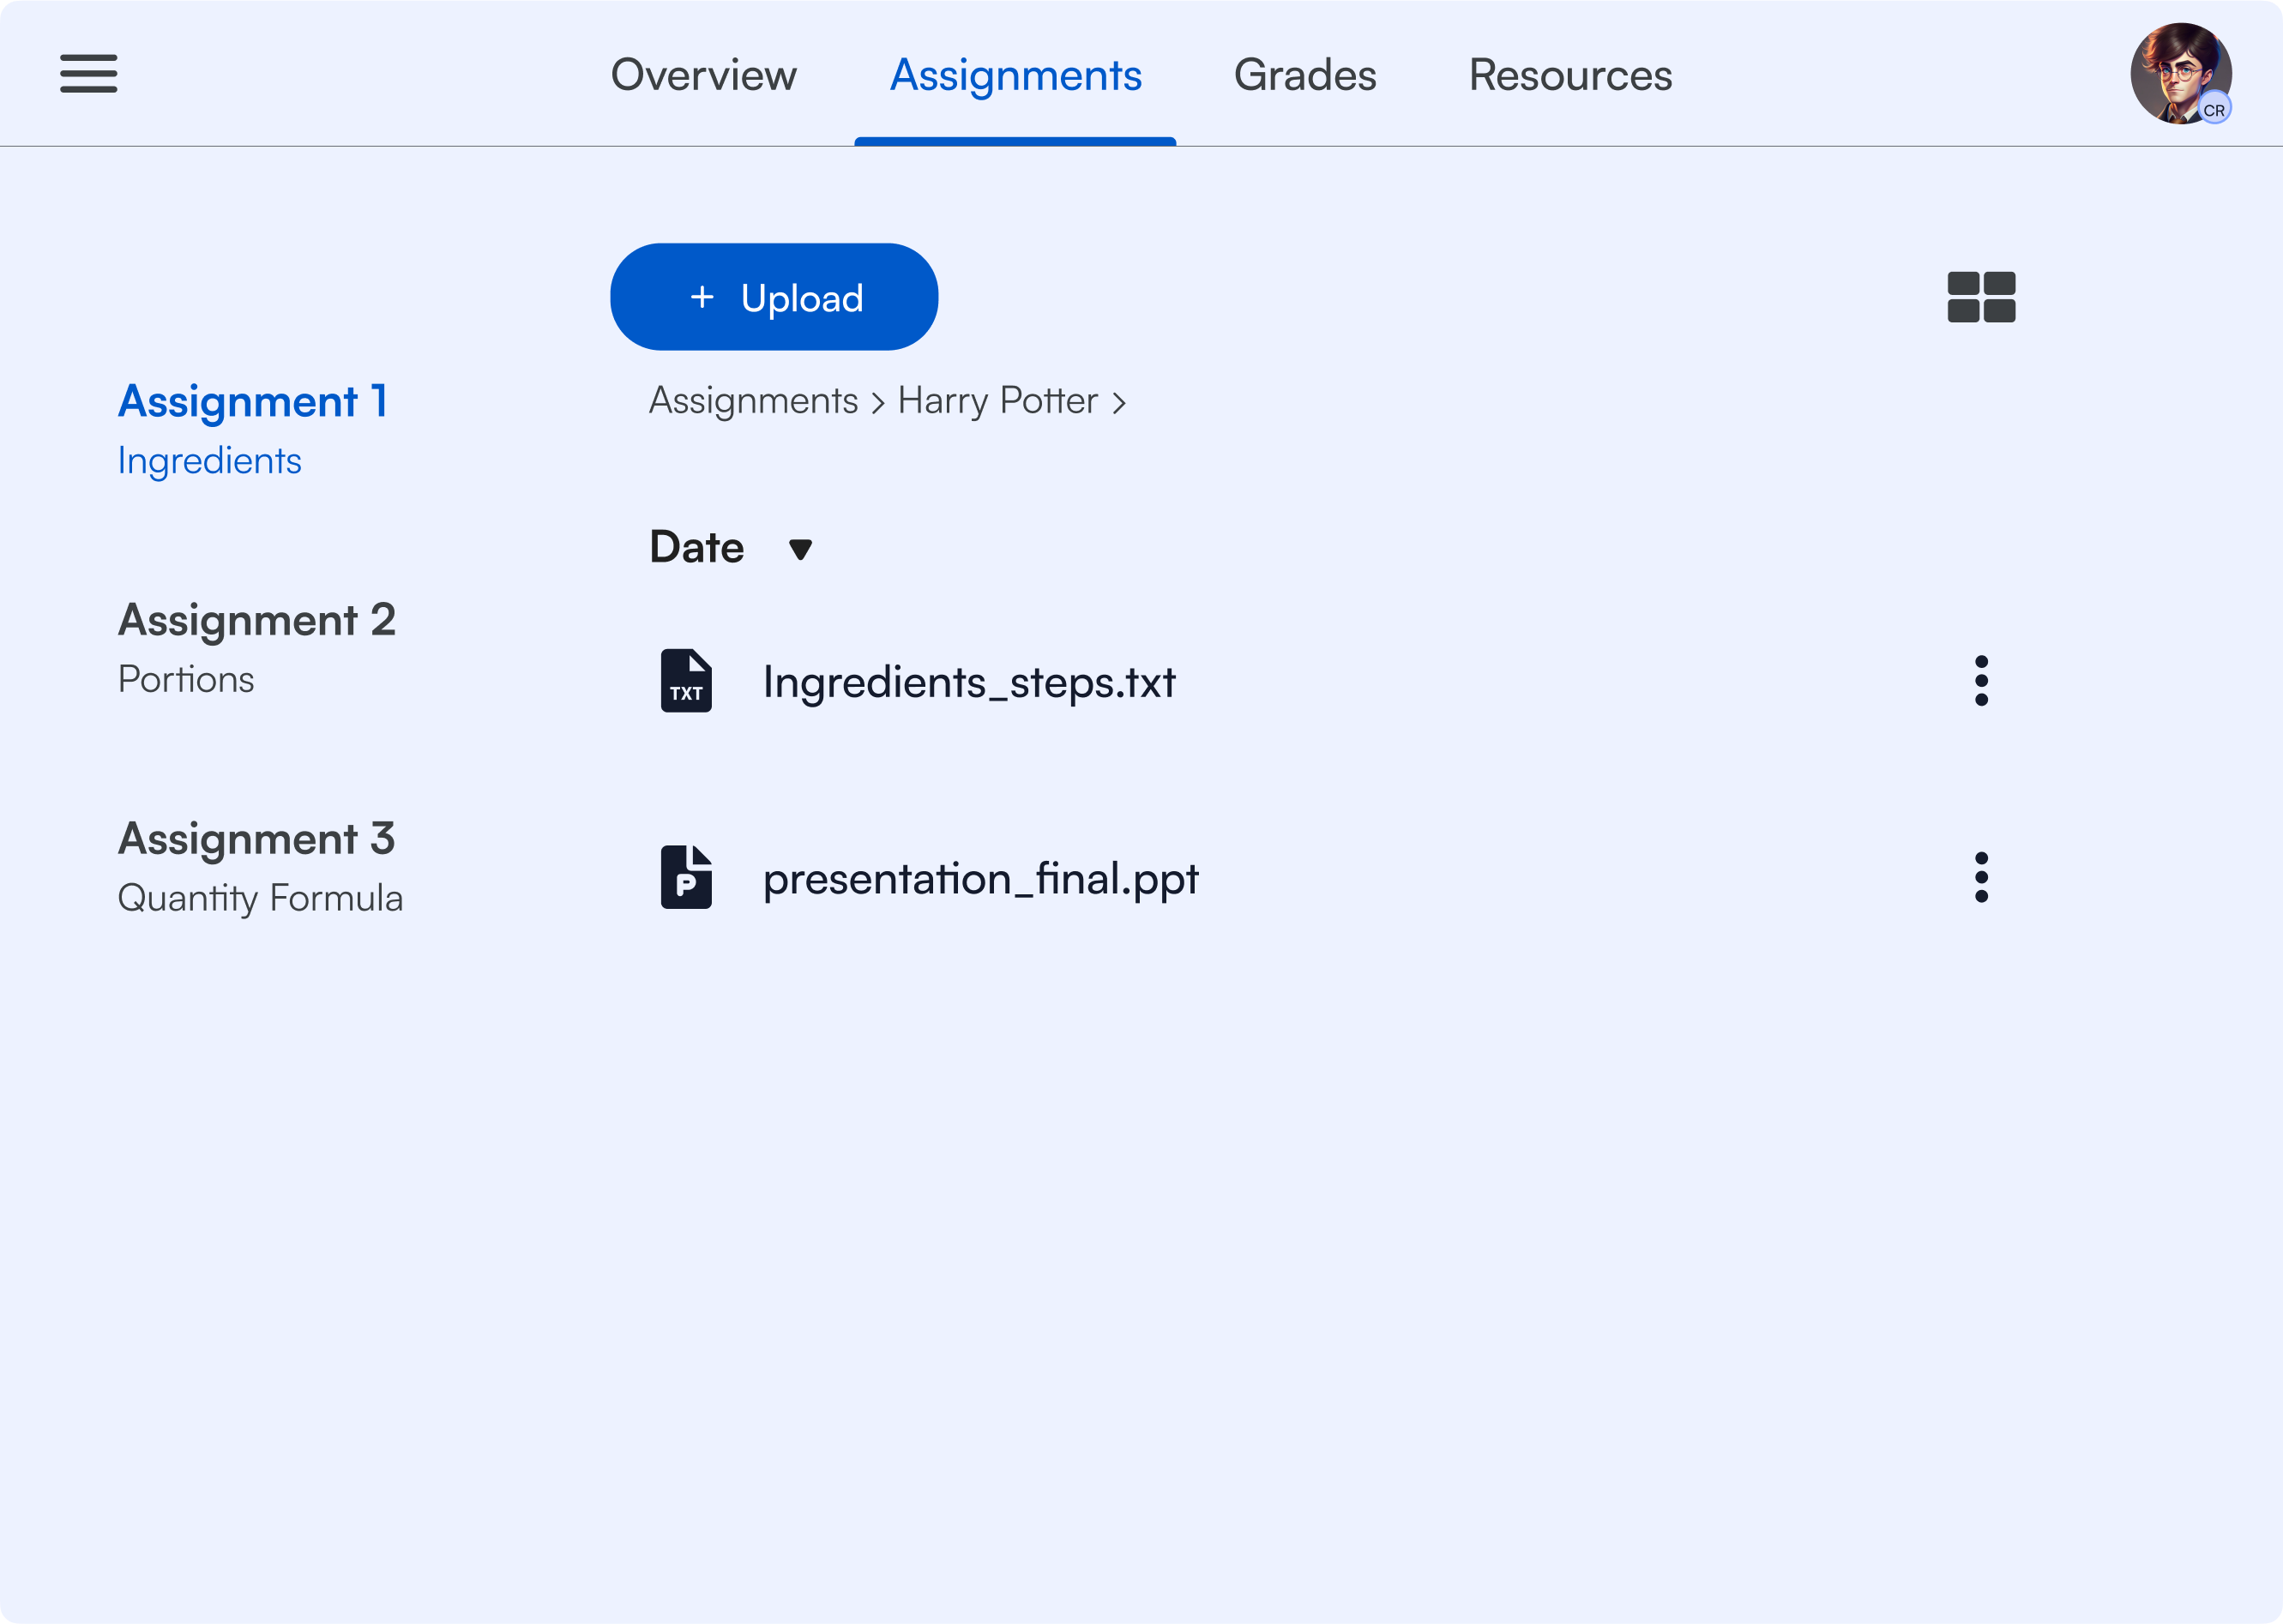 Overview Assignments Grades Resources
CR
+ Upload
Assignment 1
Ingredients
Assignment 2
Portions
Assignment 3
Quantity Formula
Assignments > Harry Potter >
Date
TXT Ingredients_steps.txt
P presentation_final.ppt